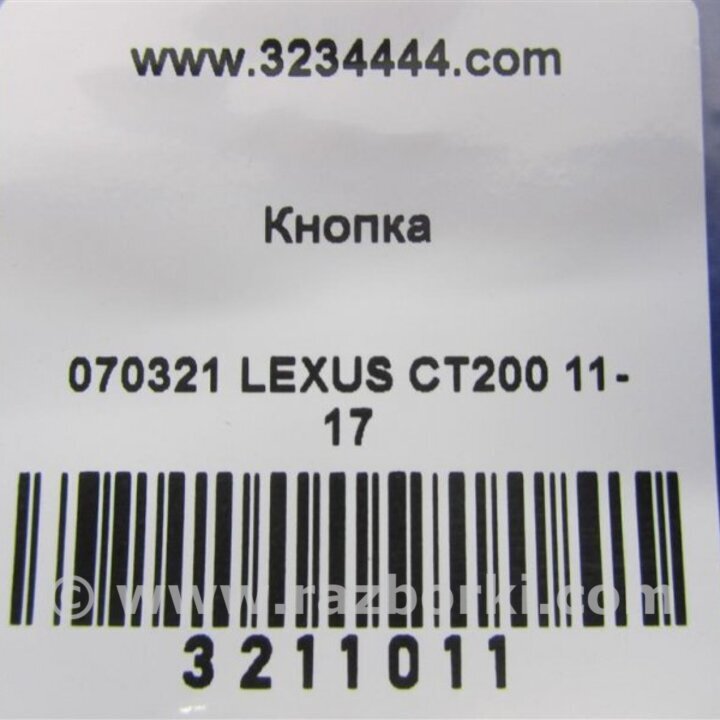 www.3234444.com
Кнопка
070321 LEXUS CT200 11-
17
© www.razborki.com
3211011